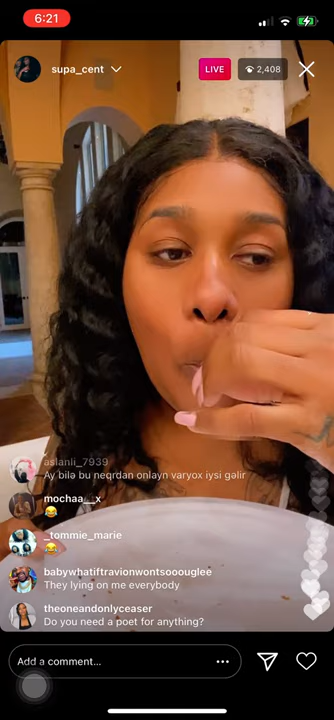 6:21
supa_cent
LIVE
2,408
aslanli_7939
Ay bilə bu neqrdan onlayn varyox iysi gəlir
mochaa__x
😂
_tommie_marie
😂
babywhatiftravionwontsooouglee
They lying on me everybody
theoneandonlyceaser
Do you need a poet for anything?
Add a comment...